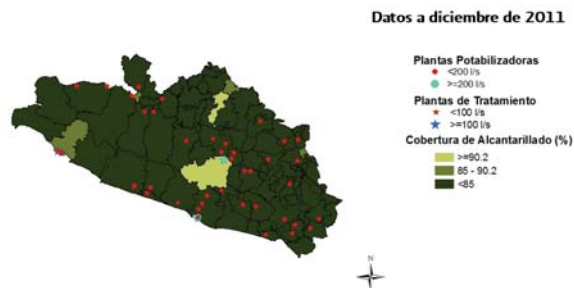 Datos a diciembre de 2011
Plantas Potabilizadoras
<200 l/s
>=200 l/s
Plantas de Tratamiento
<100 l/s
>=100 l/s
Cobertura de Alcantarillado (%)
>=90.2
85 - 90.2
<85
N